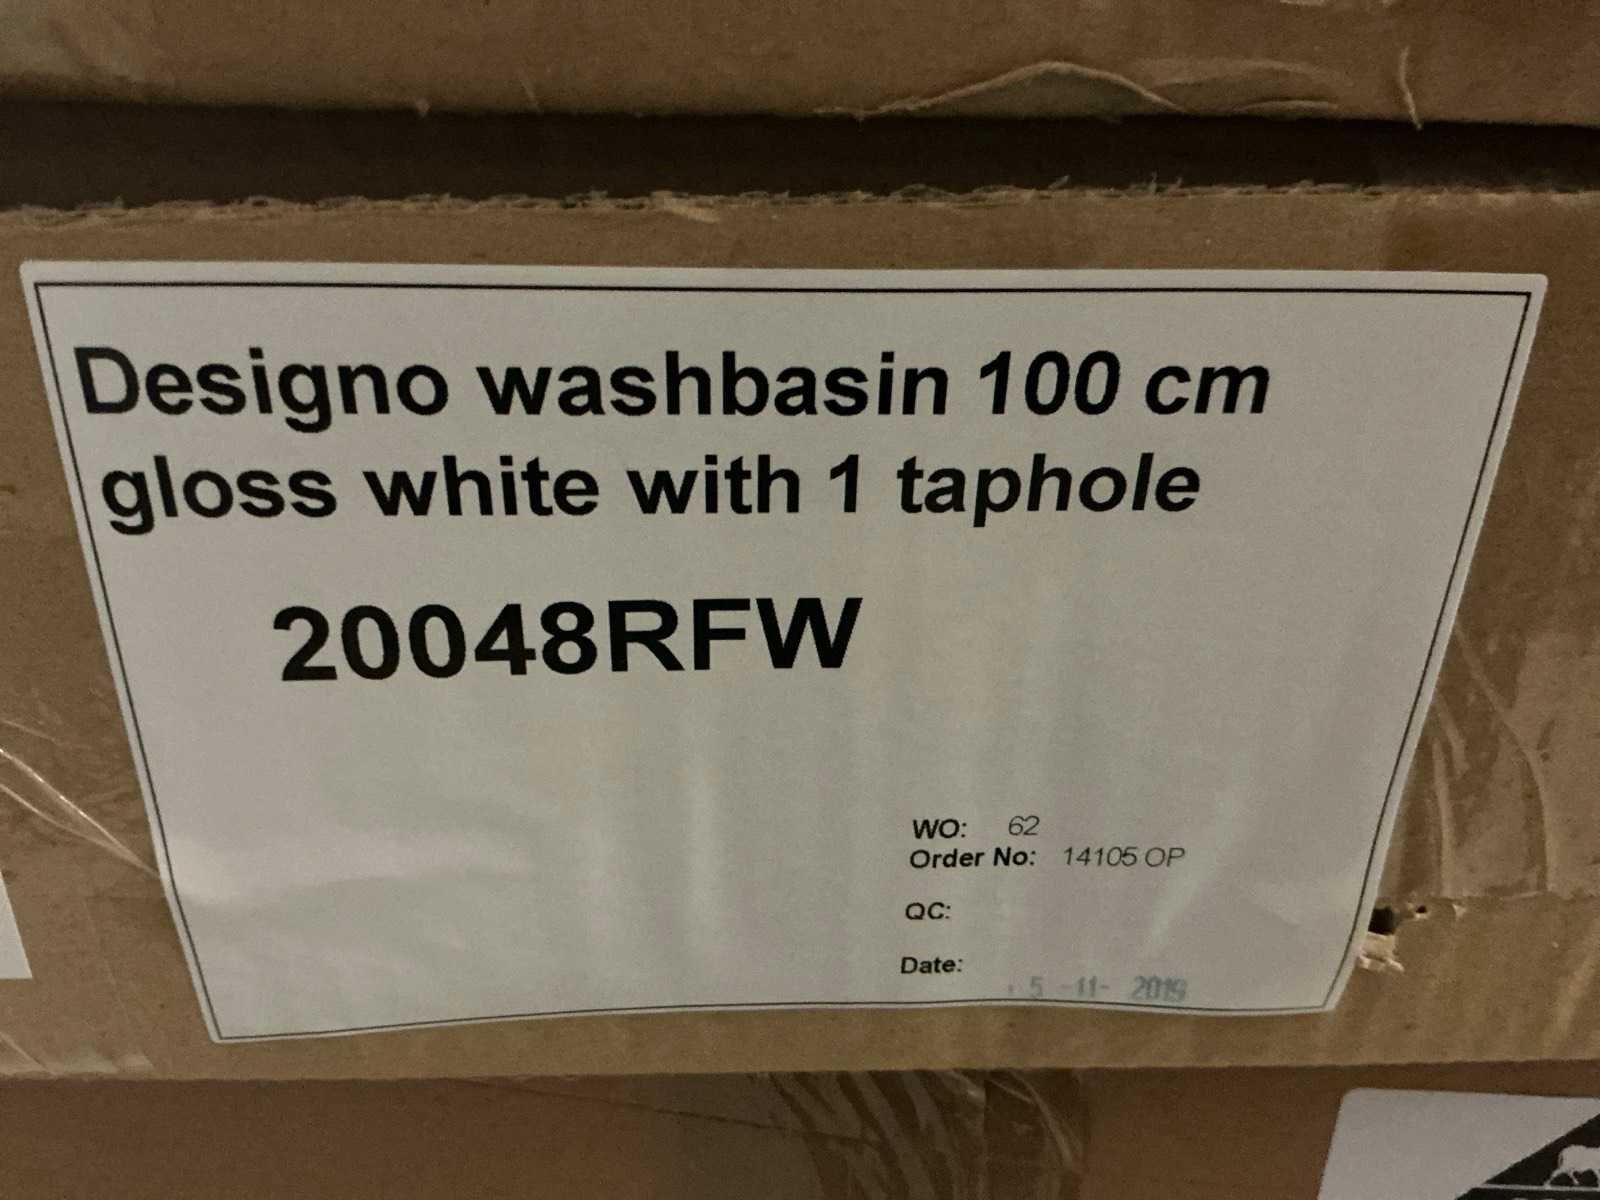 Designo washbasin 100 cm
gloss white with 1 taphole
20048RFW
WO: 62
Order No: 14105 OP
QC:
Date:
5 -11- 2019